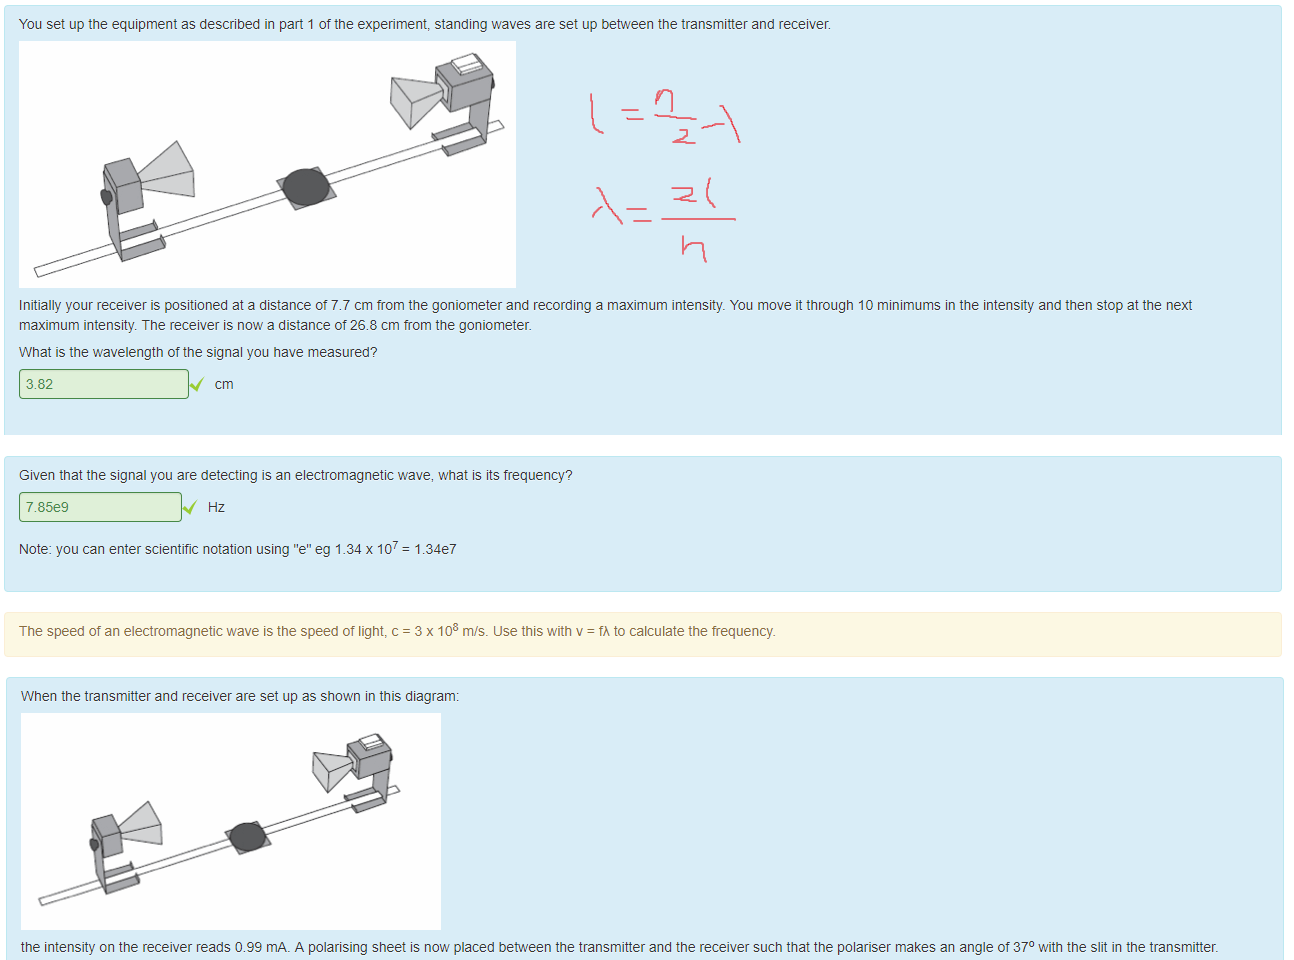 You set up the equipment as described in part 1 of the experiment, standing waves are set up between the transmitter and receiver.
l = n/2 λ
λ = 2l/n
Initially your receiver is positioned at a distance of 7.7 cm from the goniometer and recording a maximum intensity. You move it through 10 minimums in the intensity and then stop at the next
maximum intensity. The receiver is now a distance of 26.8 cm from the goniometer.
What is the wavelength of the signal you have measured?
3.82 cm
Given that the signal you are detecting is an electromagnetic wave, what is its frequency?
7.85e9 Hz
Note: you can enter scientific notation using "e" eg 1.34 x 10⁷ = 1.34e7
The speed of an electromagnetic wave is the speed of light, c = 3 x 10⁸ m/s. Use this with v = fλ to calculate the frequency.
When the transmitter and receiver are set up as shown in this diagram:
the intensity on the receiver reads 0.99 mA. A polarising sheet is now placed between the transmitter and the receiver such that the polariser makes an angle of 37º with the slit in the transmitter.